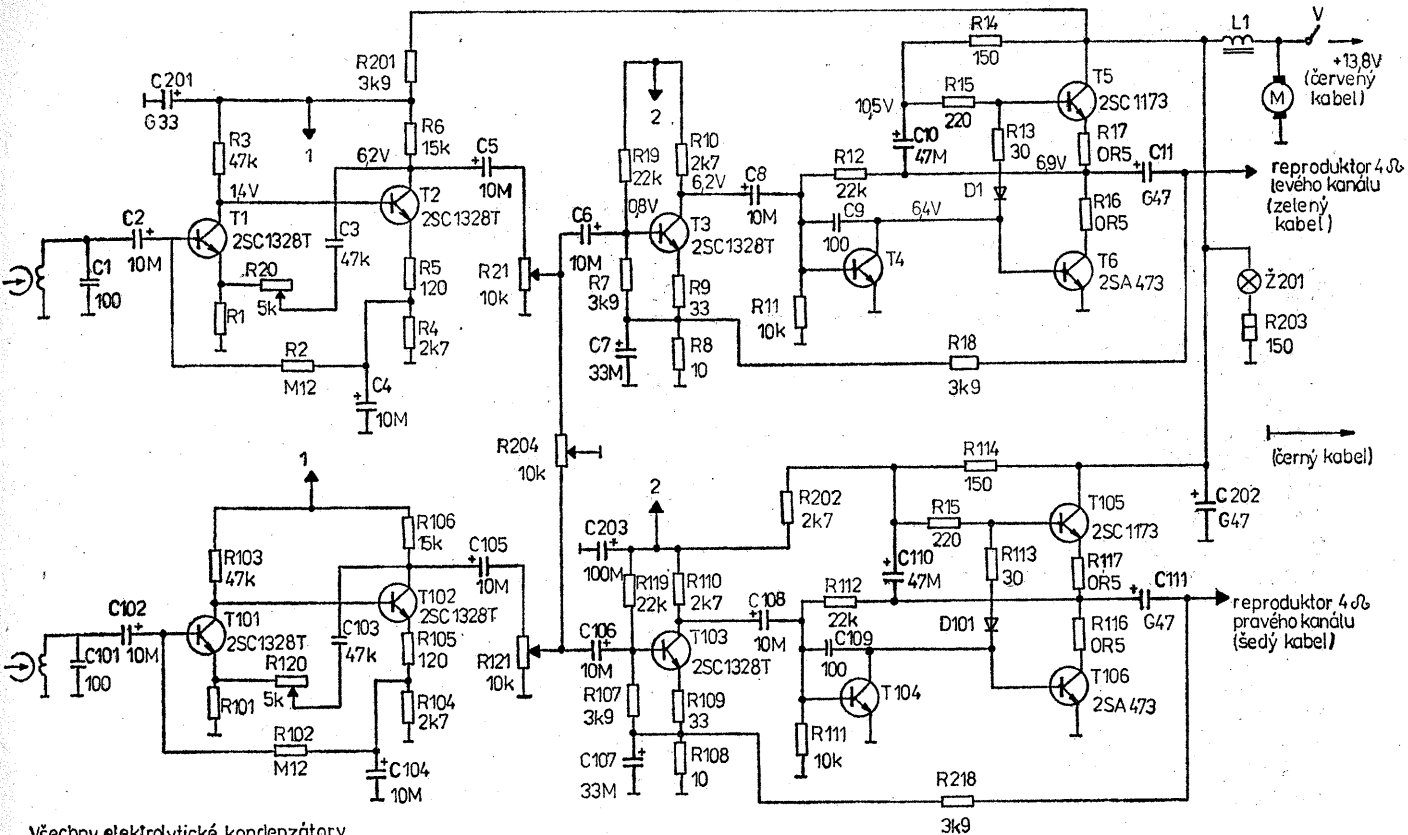 R14
150
L1
V
+13,8V
(červený
kabel)
M
R201
3k9
C201
G33
R3
47k
1
R6
15k
6,2V
C5
10M
1,4V
T1
2SC1328T
T2
2SC1328T
C2
10M
C1
100
R20
5k
R1
C3
47k
R5
120
R4
2k7
R2
M12
C4
10M
R21
10k
2
R19
22k
R10
2k7
6,2V
C8
10M
0,8V
C6
10M
T3
2SC1328T
R7
3k9
R9
33
C7
33M
R8
10
10,5V
R15
220
T5
2SC1173
C10
47M
R13
30
R17
0R5
C11
G47
R12
22k
6,9V
D1
C9
100
6,4V
R16
0R5
T4
T6
2SA473
R11
10k
R18
3k9
reproduktor 4Ω
levého kanálu
(zelený
kabel)
Ž201
R203
150
R204
10k
(černý kabel)
1
R103
47k
R106
15k
C105
10M
T101
2SC1328T
T102
2SC1328T
C102
10M
C101
100
R120
5k
R101
C103
47k
R105
120
R104
2k7
R102
M12
C104
10M
R121
10k
2
C203
100M
R119
22k
R110
2k7
R202
2k7
C106
10M
T103
2SC1328T
C108
10M
R107
3k9
R109
33
C107
33M
R108
10
R114
150
R15
220
T105
2SC1173
C202
G47
C110
47M
R113
30
R117
0R5
C111
G47
R112
22k
C109
100
D101
R116
0R5
T104
T106
2SA473
R111
10k
R218
3k9
reproduktor 4Ω
pravého kanálu
(šedý kabel)
Všechny elektrolytické kondenzátory